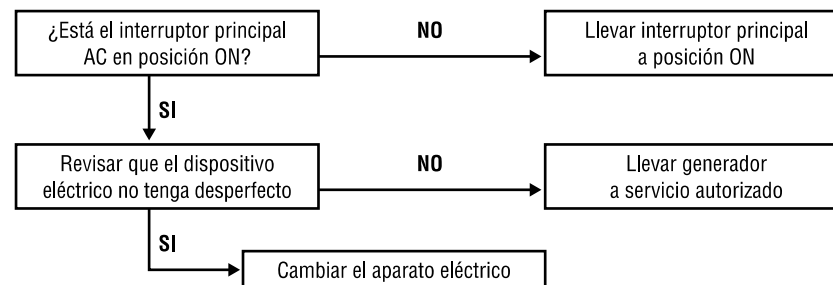 ¿Está el interruptor principal
AC en posición ON?
NO
Llevar interruptor principal
a posición ON
SI
Revisar que el dispositivo
eléctrico no tenga desperfecto
NO
Llevar generador
a servicio autorizado
SI
Cambiar el aparato eléctrico